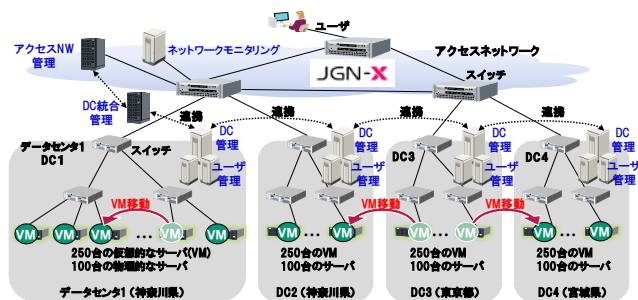 ユーザ
アクセスNW
管理
ネットワークモニタリング
アクセスネットワーク
JGN-X
スイッチ
DC統合
管理
連携
連携
連携
連携
データセンタ1
DC1
スイッチ
DC
管理
ユーザ
管理
DC2
DC
管理
ユーザ
管理
DC3
DC
管理
ユーザ
管理
DC4
DC
管理
ユーザ
管理
VM移動
VM移動
VM移動
VM
VM
VM
...
VM
VM
...
VM
VM
...
VM
VM
...
VM
250台の仮想的なサーバ(VM)
100台の物理的なサーバ
250台のVM
100台のサーバ
250台のVM
100台のサーバ
250台のVM
100台のサーバ
データセンタ1(神奈川県)
DC2(神奈川県)
DC3(東京都)
DC4(宮城県)